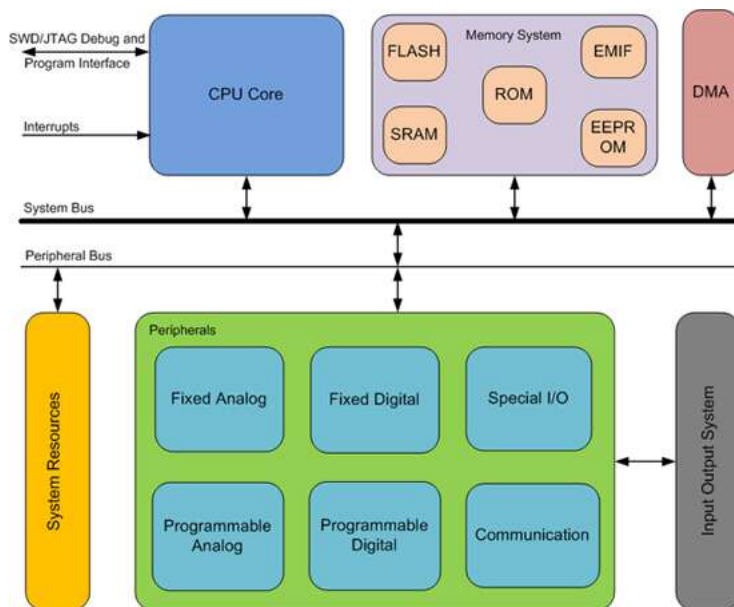 SWD/JTAG Debug and
Program Interface
Interrupts
CPU Core
Memory System
FLASH
EMIF
ROM
SRAM
EEPR
OM
DMA
System Bus
Peripheral Bus
System Resources
Peripherals
Fixed Analog
Fixed Digital
Special I/O
Programmable
Analog
Programmable
Digital
Communication
Input Output System